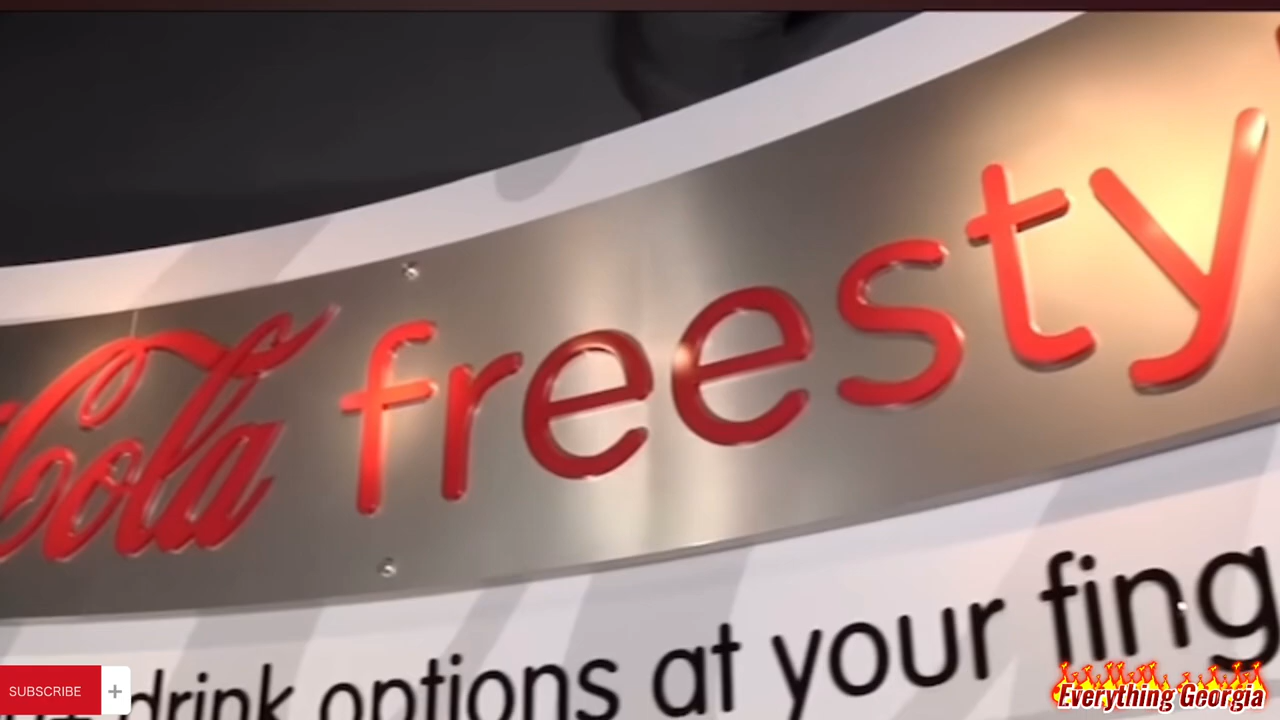 Cola freesty
drink options at your fing
SUBSCRIBE +
Everything Georgia